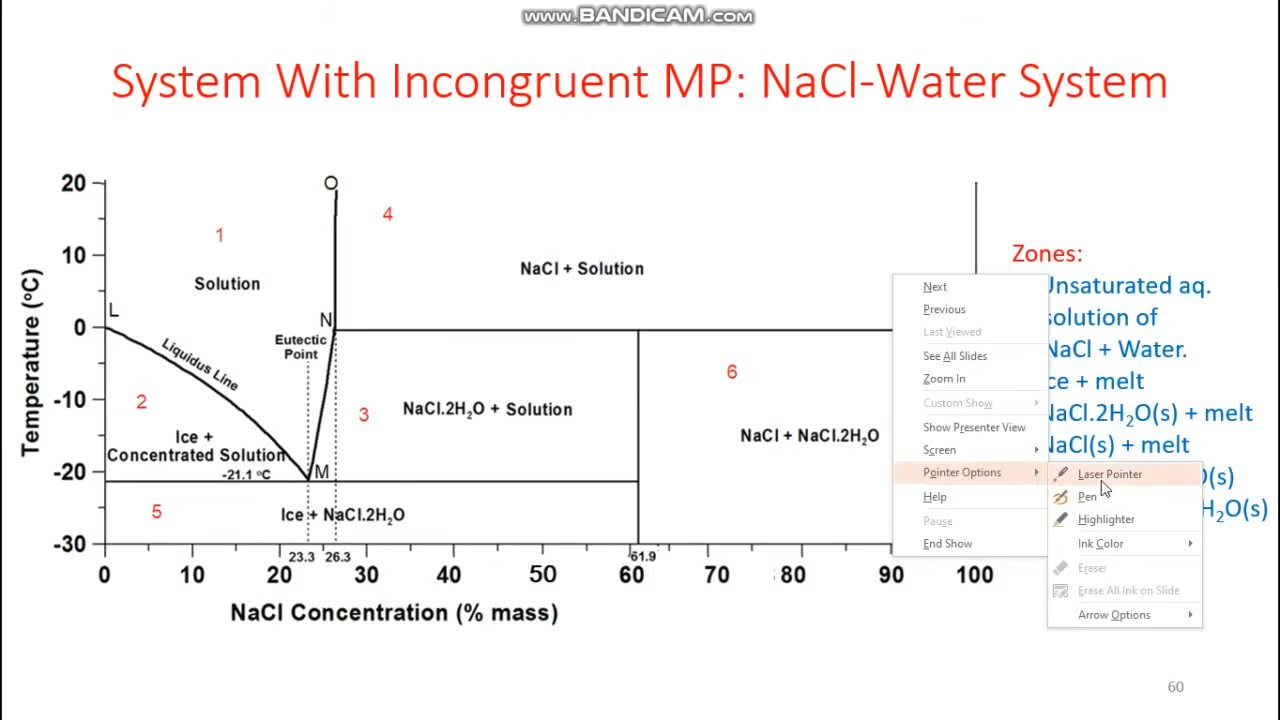 www.BANDICAM.com
System With Incongruent MP: NaCl-Water System
20
10
0
-10
-20
-30
Temperature (°C)
O
1
4
Solution
NaCl + Solution
L
N
Eutectic
Point
Liquidus Line
2
3
6
NaCl.2H₂O + Solution
Ice +
Concentrated Solution
-21.1 °C
M
NaCl + NaCl.2H₂O
5
Ice + NaCl.2H₂O
23.3
26.3
61.9
0 10 20 30 40 50 60 70 80 90 100
NaCl Concentration (% mass)
Zones:
Unsaturated aq.
solution of
NaCl + Water.
ce + melt
NaCl.2H₂O(s) + melt
NaCl(s) + melt
(s)
H₂O(s)
Next
Previous
Last Viewed
See All Slides
Zoom In
Custom Show
Show Presenter View
Screen
Pointer Options
Help
Pause
End Show
Laser Pointer
Pen
Highlighter
Ink Color
Eraser
Erase All Ink on Slide
Arrow Options
60